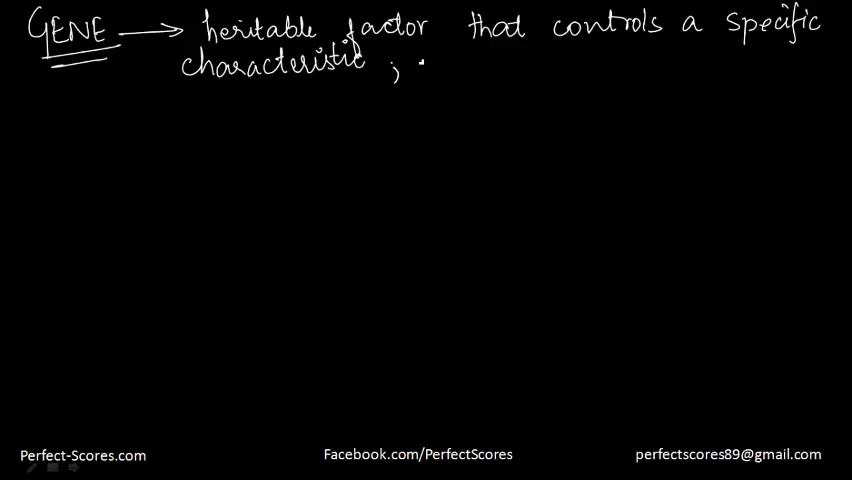 GENE → heritable factor that controls a specific
characteristic ;
Perfect-Scores.com Facebook.com/PerfectScores perfectscores89@gmail.com